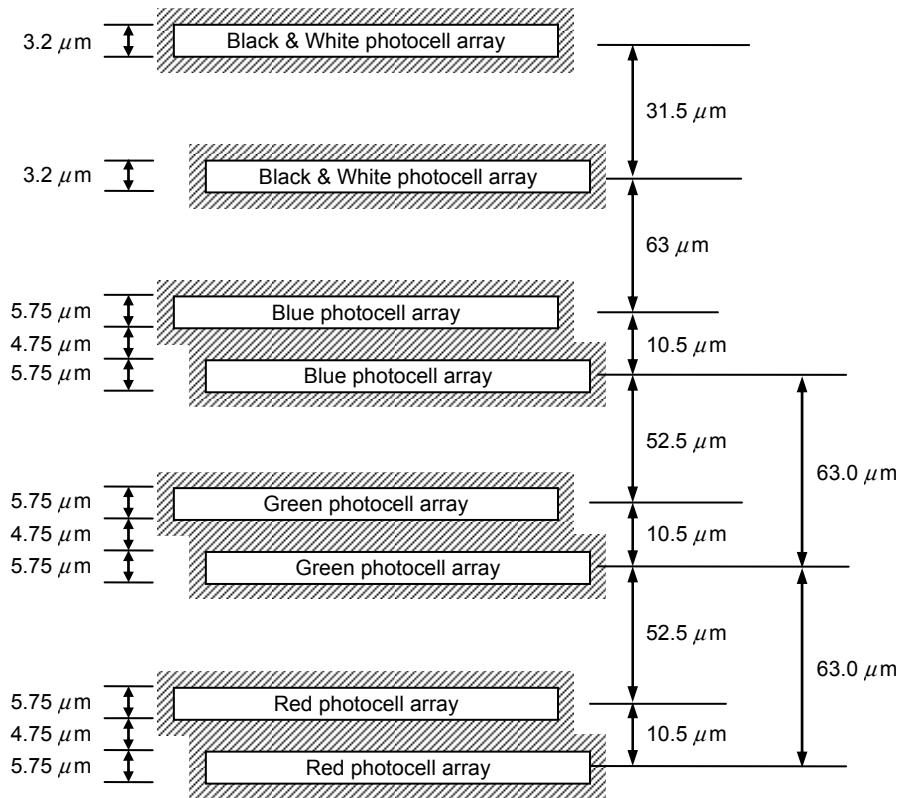 3.2 μm
Black & White photocell array
31.5 μm
3.2 μm
Black & White photocell array
63 μm
5.75 μm
Blue photocell array
4.75 μm
10.5 μm
5.75 μm
Blue photocell array
52.5 μm
63.0 μm
5.75 μm
Green photocell array
4.75 μm
10.5 μm
5.75 μm
Green photocell array
52.5 μm
63.0 μm
5.75 μm
Red photocell array
4.75 μm
10.5 μm
5.75 μm
Red photocell array